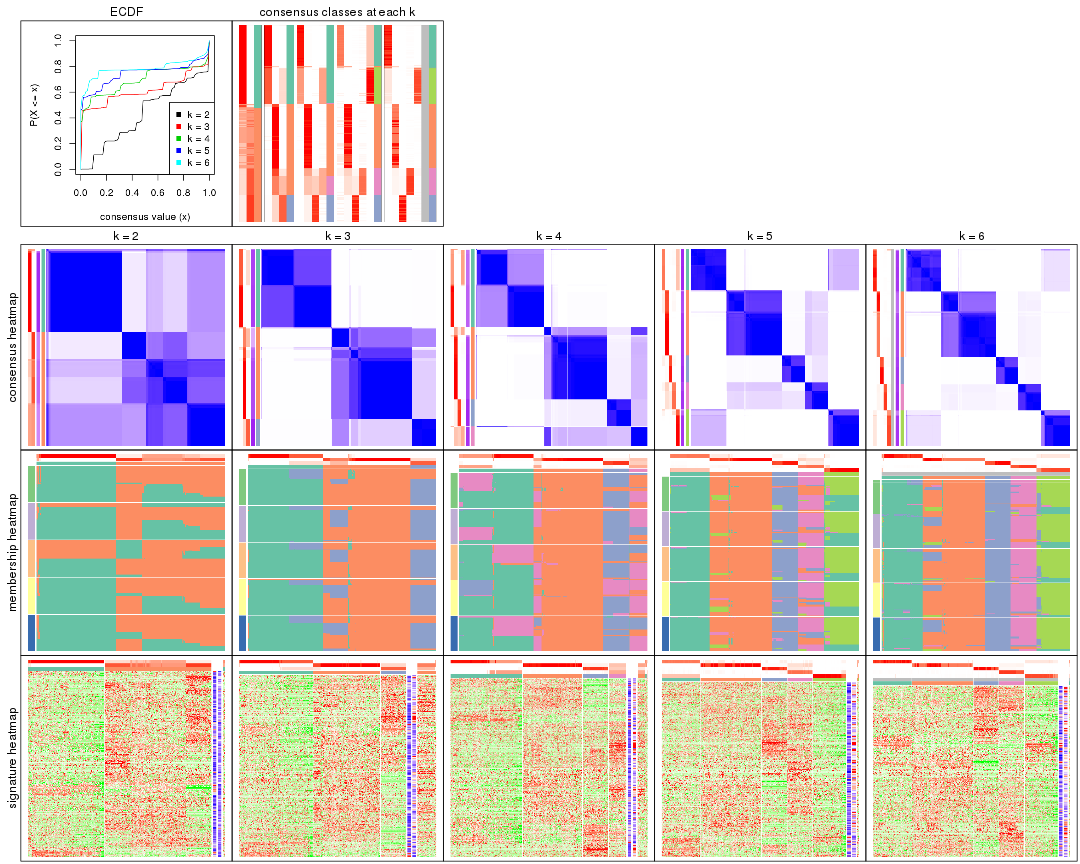 ECDF
consensus classes at each k
P(X <= x)
0.0 0.2 0.4 0.6 0.8 1.0
k = 2
k = 3
k = 4
k = 5
k = 6
0.0 0.2 0.4 0.6 0.8 1.0
consensus value (x)
k = 2 k = 3 k = 4 k = 5 k = 6
consensus heatmap
membership heatmap
signature heatmap